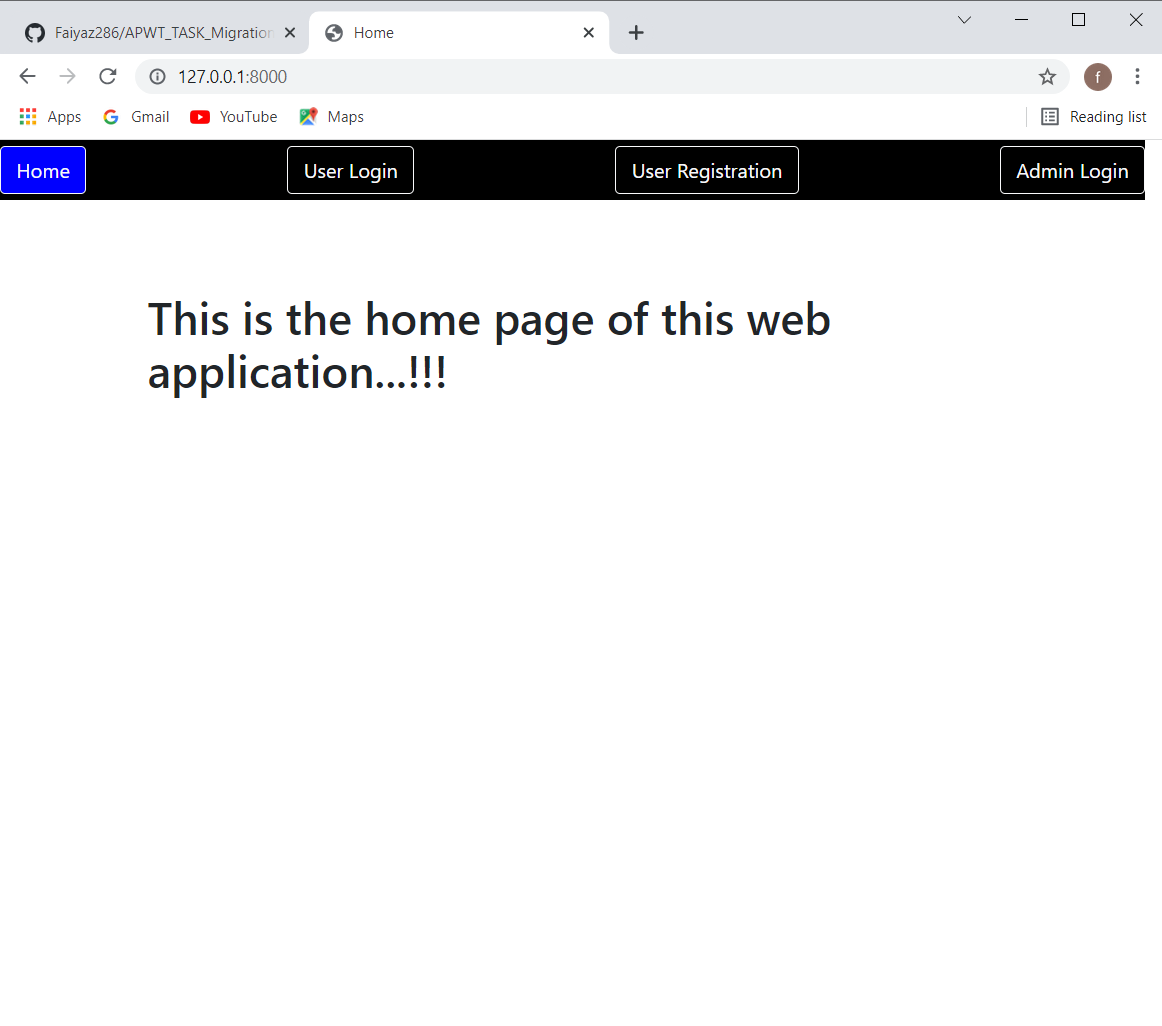 Faiyaz286/APWT_TASK_Migration
Home
127.0.0.1:8000
f
Apps
Gmail
YouTube
Maps
Reading list
Home
User Login
User Registration
Admin Login
This is the home page of this web
application...!!!